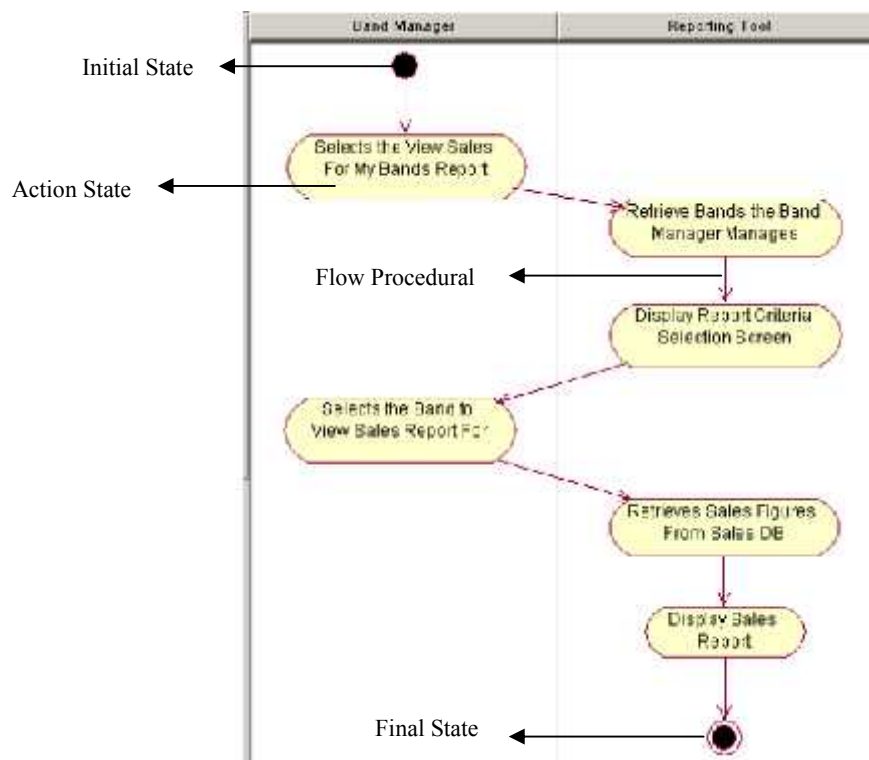 Band Manager
Reporting Tool
Initial State
Selects the View Sales
For My Bands Report
Action State
Retrieve Bands the Band
Manager Manages
Flow Procedural
Display Report Criteria
Selection Screen
Selects the Band to
View Sales Report For
Retrieves Sales Figures
From Sales DB
Display Sales
Report
Final State